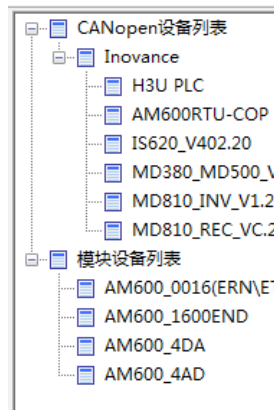 CANopen设备列表
Inovance
H3U PLC
AM600RTU-COP
IS620_V402.20
MD380_MD500_V
MD810_INV_V1.2
MD810_REC_VC.2
模块设备列表
AM600_0016(ERN\ET
AM600_1600END
AM600_4DA
AM600_4AD